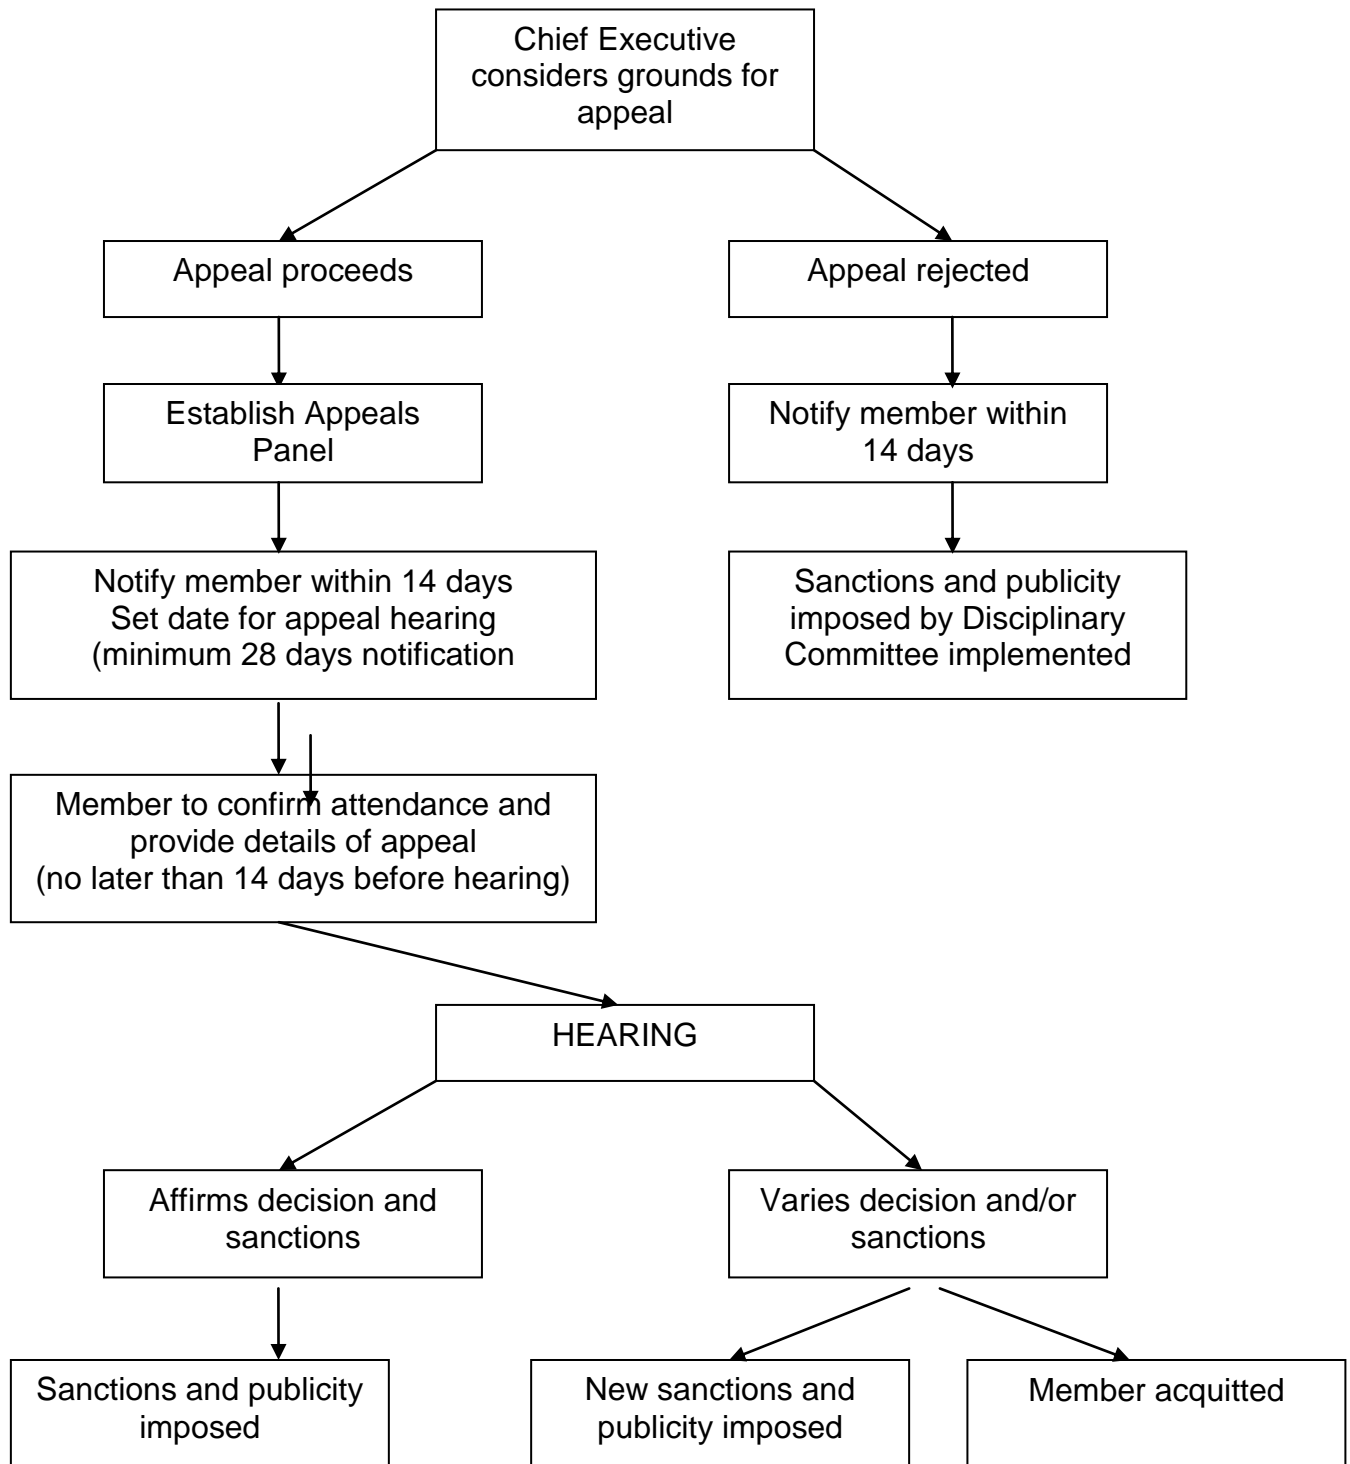 Chief Executive
considers grounds for
appeal
Appeal proceeds
Appeal rejected
Establish Appeals
Panel
Notify member within
14 days
Notify member within 14 days
Set date for appeal hearing
(minimum 28 days notification
Sanctions and publicity
imposed by Disciplinary
Committee implemented
Member to confirm attendance and
provide details of appeal
(no later than 14 days before hearing)
HEARING
Affirms decision and
sanctions
Varies decision and/or
sanctions
Sanctions and publicity
imposed
New sanctions and
publicity imposed
Member acquitted